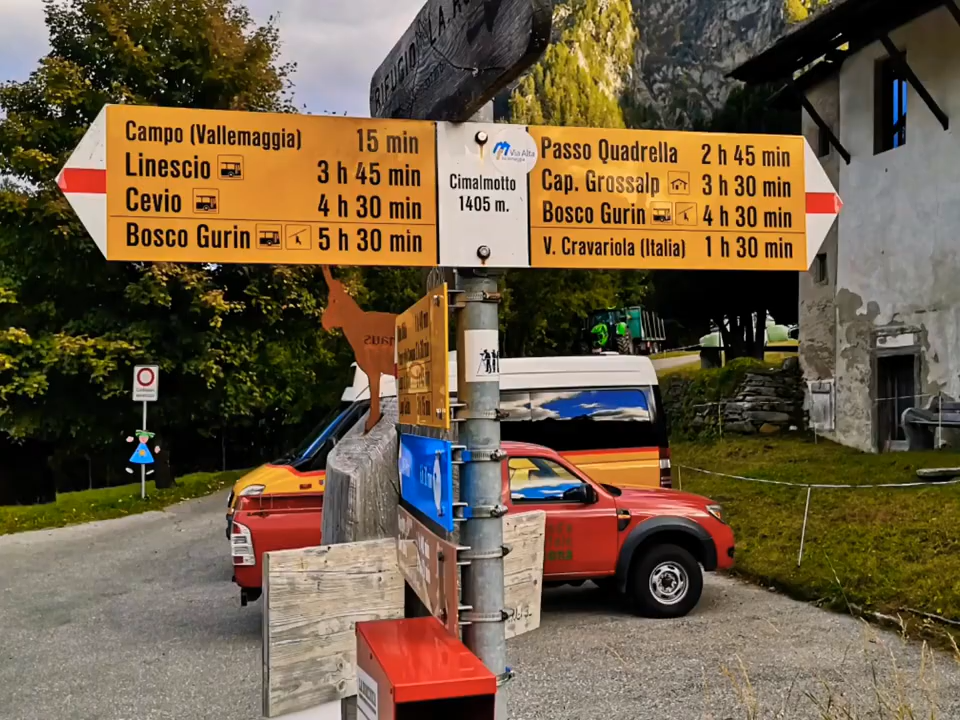 RIFUGIO LA
Campo (Vallemaggia) 15 min
Linescio 3 h 45 min
Cevio 4 h 30 min
Bosco Gurin 5 h 30 min
Via Alta
Cimalmotto
1405 m.
Passo Quadrella 2 h 45 min
Cap. Grossalp 3 h 30 min
Bosco Gurin 4 h 30 min
V. Cravariola (Italia) 1 h 30 min